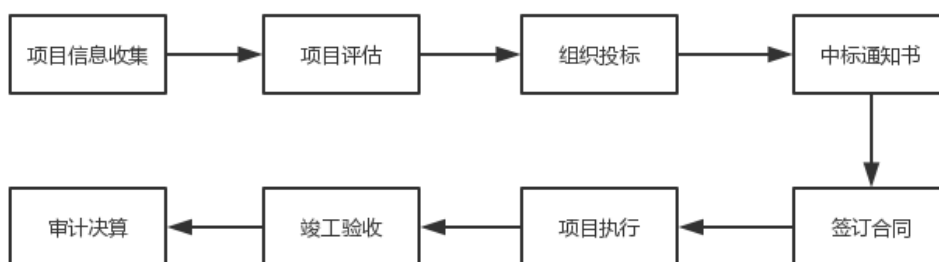 项目信息收集
项目评估
组织投标
中标通知书
签订合同
项目执行
竣工验收
审计决算